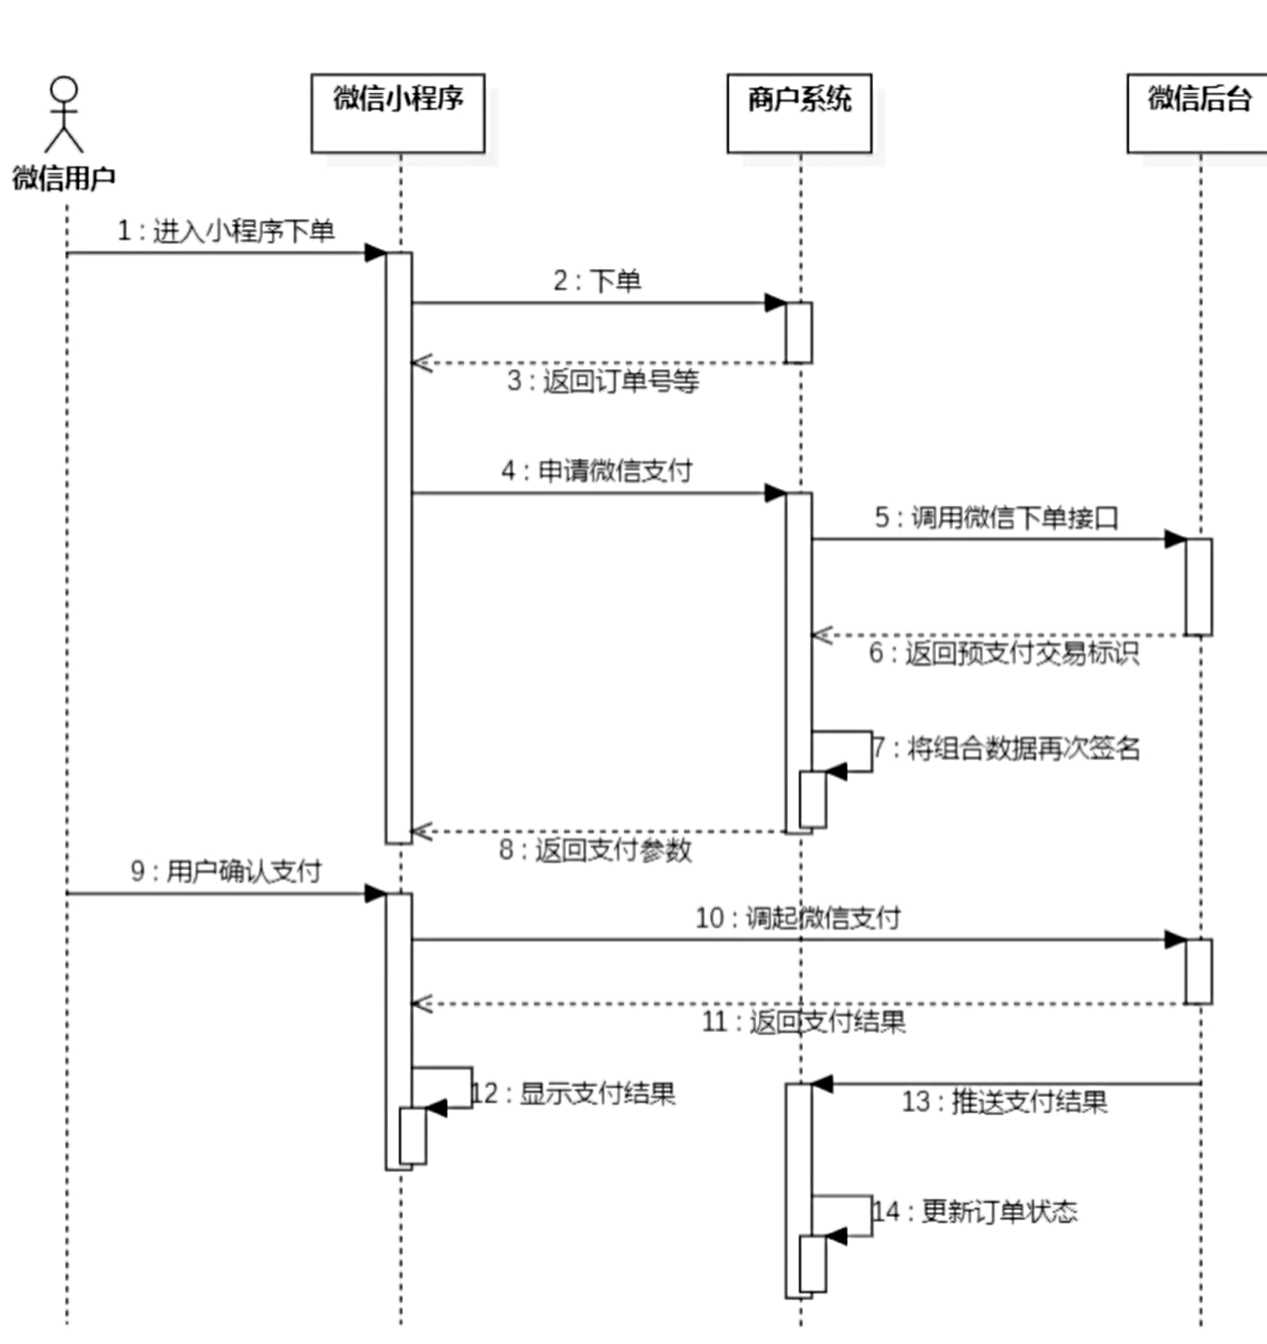 微信小程序
商户系统
微信后台
微信用户
1 : 进入小程序下单
2 : 下单
3 : 返回订单号等
4 : 申请微信支付
5 : 调用微信下单接口
6 : 返回预支付交易标识
7 : 将组合数据再次签名
8 : 返回支付参数
9 : 用户确认支付
10 : 调起微信支付
11 : 返回支付结果
12 : 显示支付结果
13 : 推送支付结果
14 : 更新订单状态